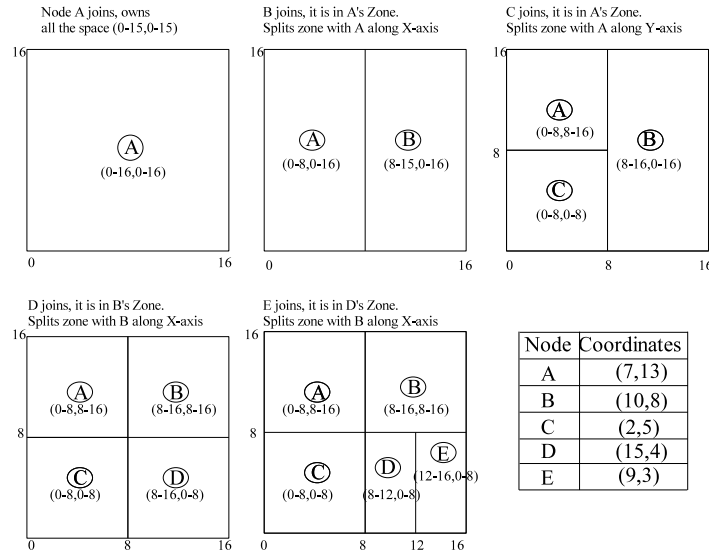 Node A joins, owns
all the space (0-15,0-15)
16
A
(0-16,0-16)
0
16
B joins, it is in A's Zone.
Splits zone with A along X-axis
16
A
(0-8,0-16)
B
(8-15,0-16)
0
8
16
C joins, it is in A's Zone.
Splits zone with A along Y-axis
16
A
(0-8,8-16)
B
(8-16,0-16)
8
C
(0-8,0-8)
0
8
16
D joins, it is in B's Zone.
Splits zone with B along X-axis
16
A
(0-8,8-16)
B
(8-16,8-16)
8
C
(0-8,0-8)
D
(8-16,0-8)
0
8
16
E joins, it is in D's Zone.
Splits zone with B along X-axis
16
A
(0-8,8-16)
B
(8-16,8-16)
8
C
(0-8,0-8)
D
(8-12,0-8)
E
(12-16,0-8)
0
8
12
16
Node Coordinates
A (7,13)
B (10,8)
C (2,5)
D (15,4)
E (9,3)